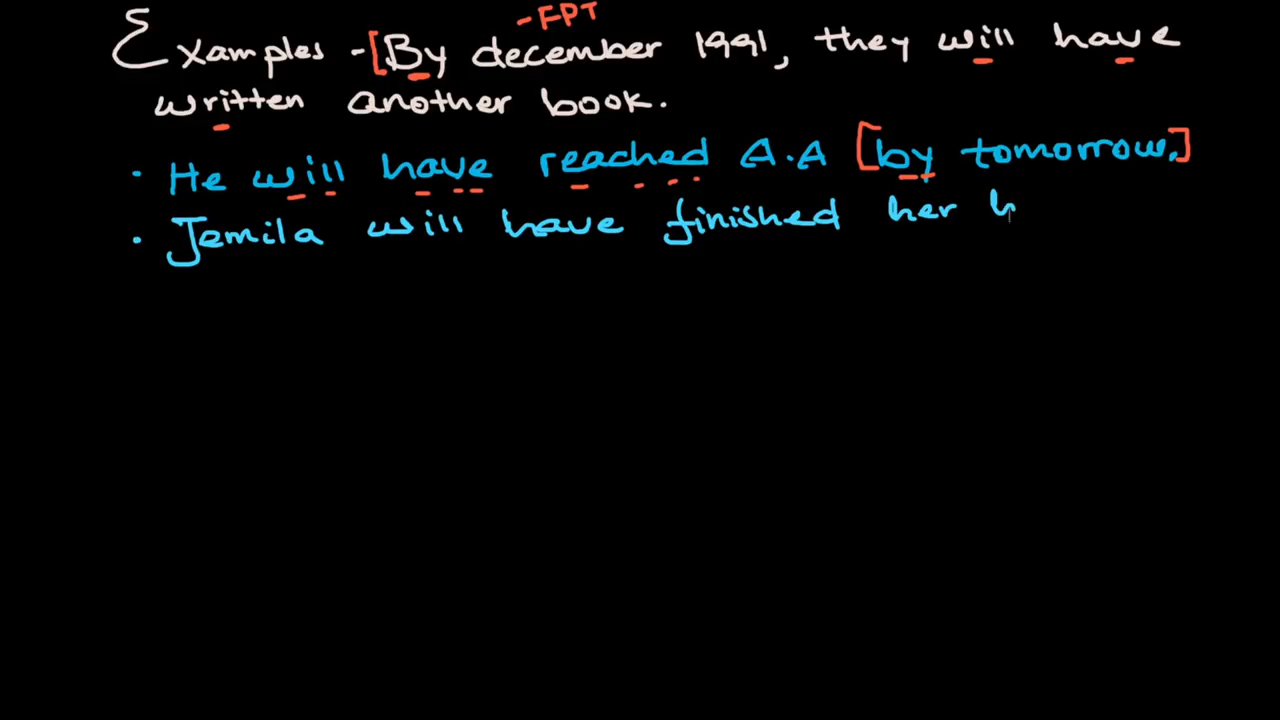 -FPT
Examples - [By december 1991, they will have
written another book.
· He will have reached A.A [by tomorrow.]
· Jemila will have finished her h